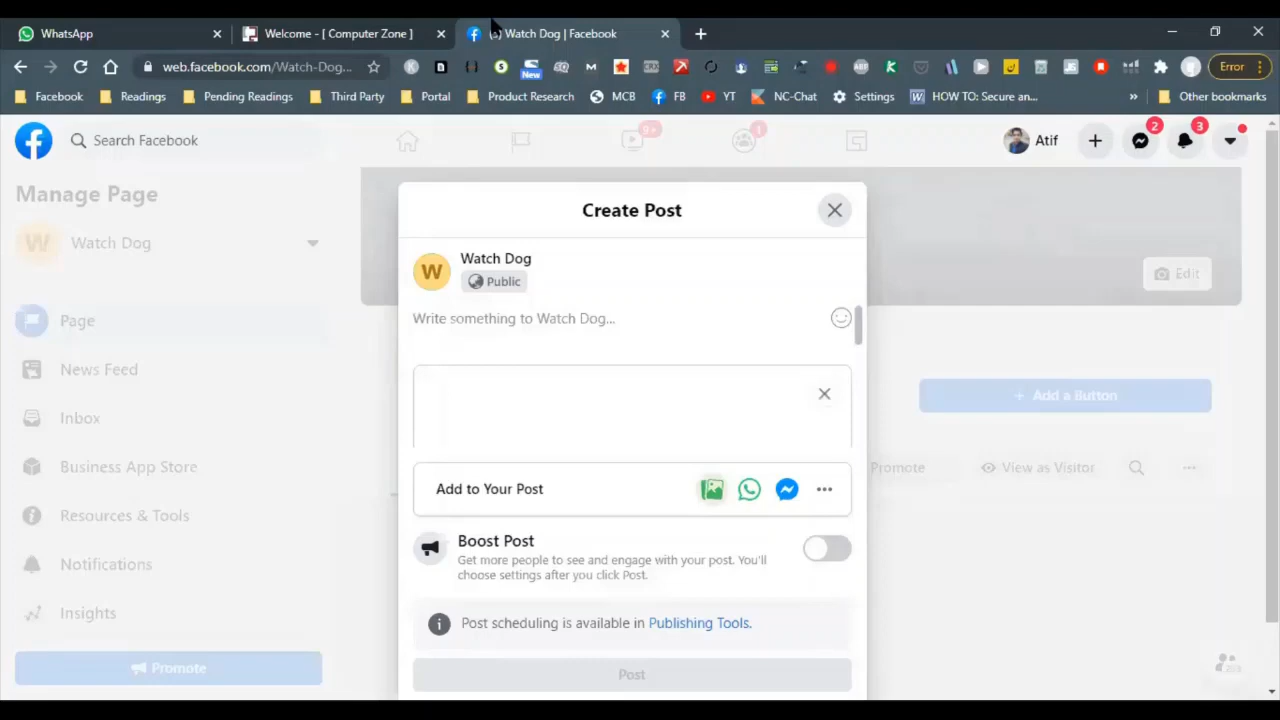 WhatsApp
Welcome - [ Computer Zone ]
Watch Dog | Facebook
web.facebook.com/Watch-Dog...
New
Error
Facebook
Readings
Pending Readings
Third Party
Portal
Product Research
MCB
FB
YT
NC-Chat
Settings
HOW TO: Secure an...
»
Other bookmarks
Search Facebook
9+
1
Atif
2
3
Manage Page
W
Watch Dog
Page
News Feed
Inbox
Business App Store
Resources & Tools
Notifications
Insights
Promote
Create Post
W
Watch Dog
Public
Write something to Watch Dog...
Add to Your Post
Boost Post
Get more people to see and engage with your post. You'll
choose settings after you click Post.
Post scheduling is available in Publishing Tools.
Post
Edit
+ Add a Button
Promote
View as Visitor